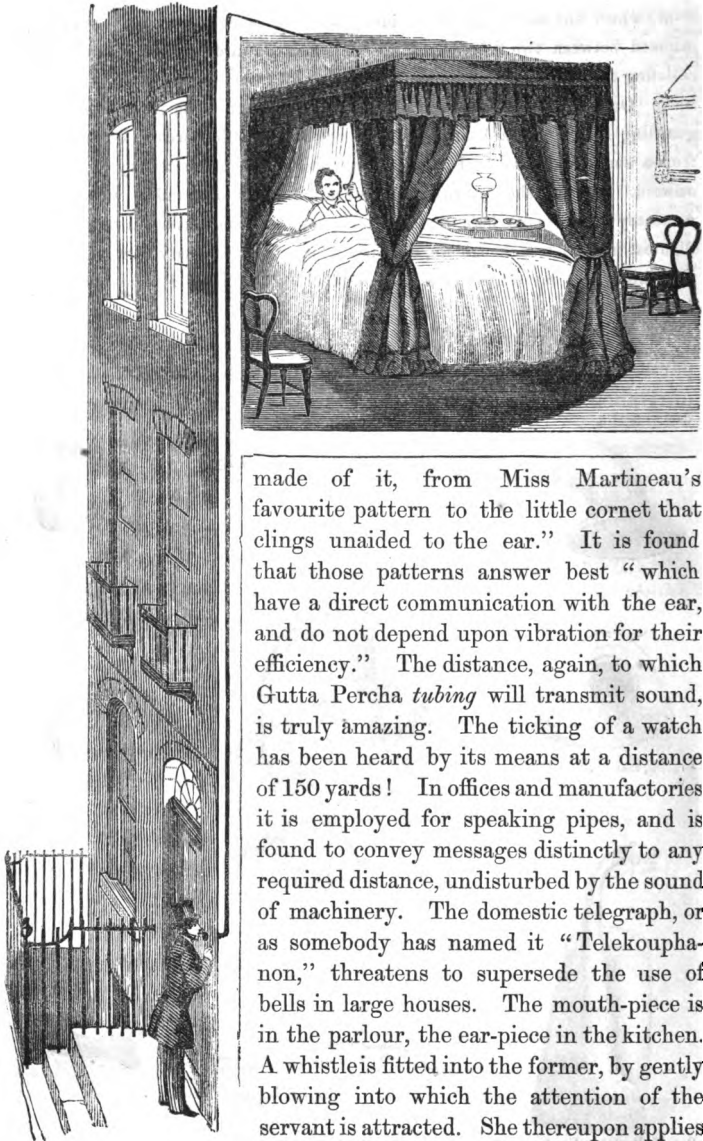 made of it, from Miss Martineau's
favourite pattern to the little cornet that
clings unaided to the ear." It is found
that those patterns answer best "which
have a direct communication with the ear,
and do not depend upon vibration for their
efficiency." The distance, again, to which
Gutta Percha tubing will transmit sound,
is truly amazing. The ticking of a watch
has been heard by its means at a distance
of 150 yards! In offices and manufactories
it is employed for speaking pipes, and is
found to convey messages distinctly to any
required distance, undisturbed by the sound
of machinery. The domestic telegraph, or
as somebody has named it "Telekoupha-
non," threatens to supersede the use of
bells in large houses. The mouth-piece is
in the parlour, the ear-piece in the kitchen.
A whistle is fitted into the former, by gently
blowing into which the attention of the
servant is attracted. She thereupon applies